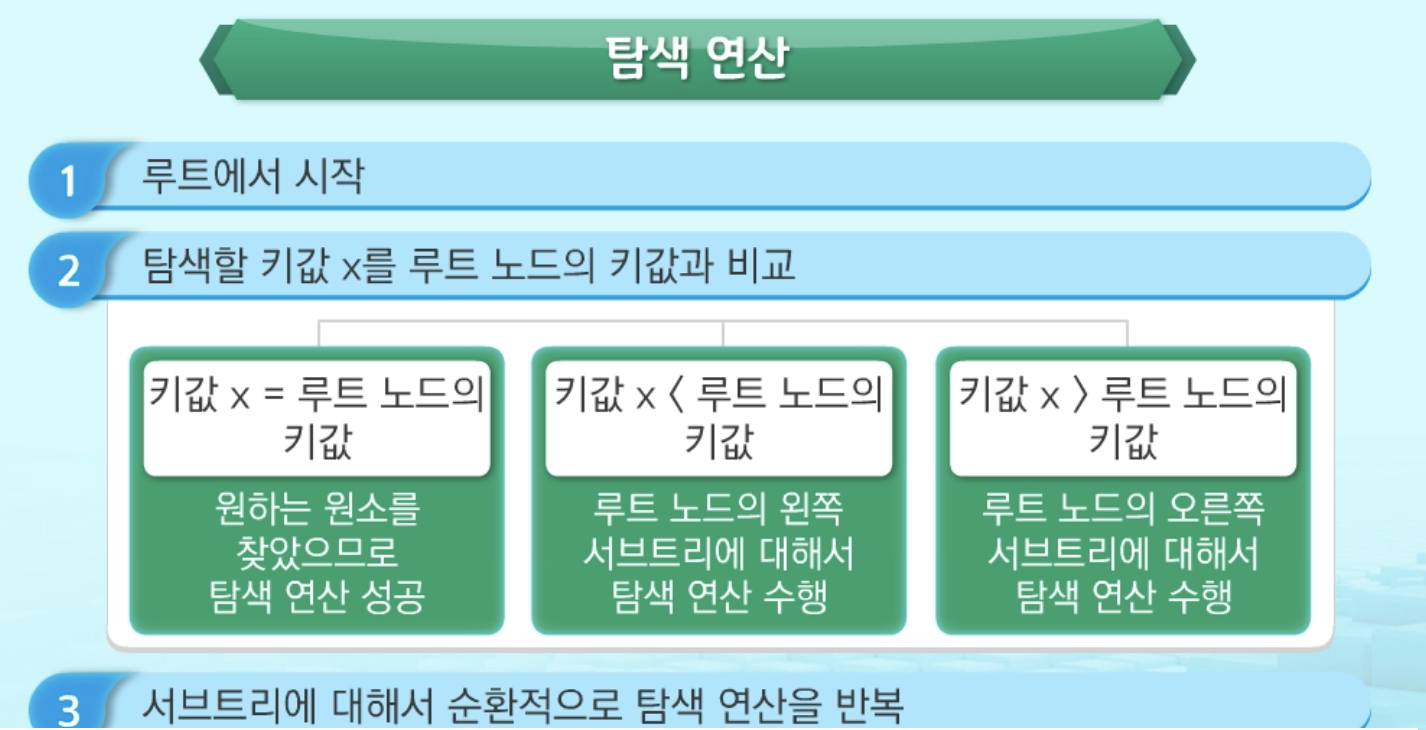 탐색 연산
1 루트에서 시작
2 탐색할 키값 x를 루트 노드의 키값과 비교
키값 x = 루트 노드의
키값
원하는 원소를
찾았으므로
탐색 연산 성공
키값 x < 루트 노드의
키값
루트 노드의 왼쪽
서브트리에 대해서
탐색 연산 수행
키값 x > 루트 노드의
키값
루트 노드의 오른쪽
서브트리에 대해서
탐색 연산 수행
3 서브트리에 대해서 순환적으로 탐색 연산을 반복